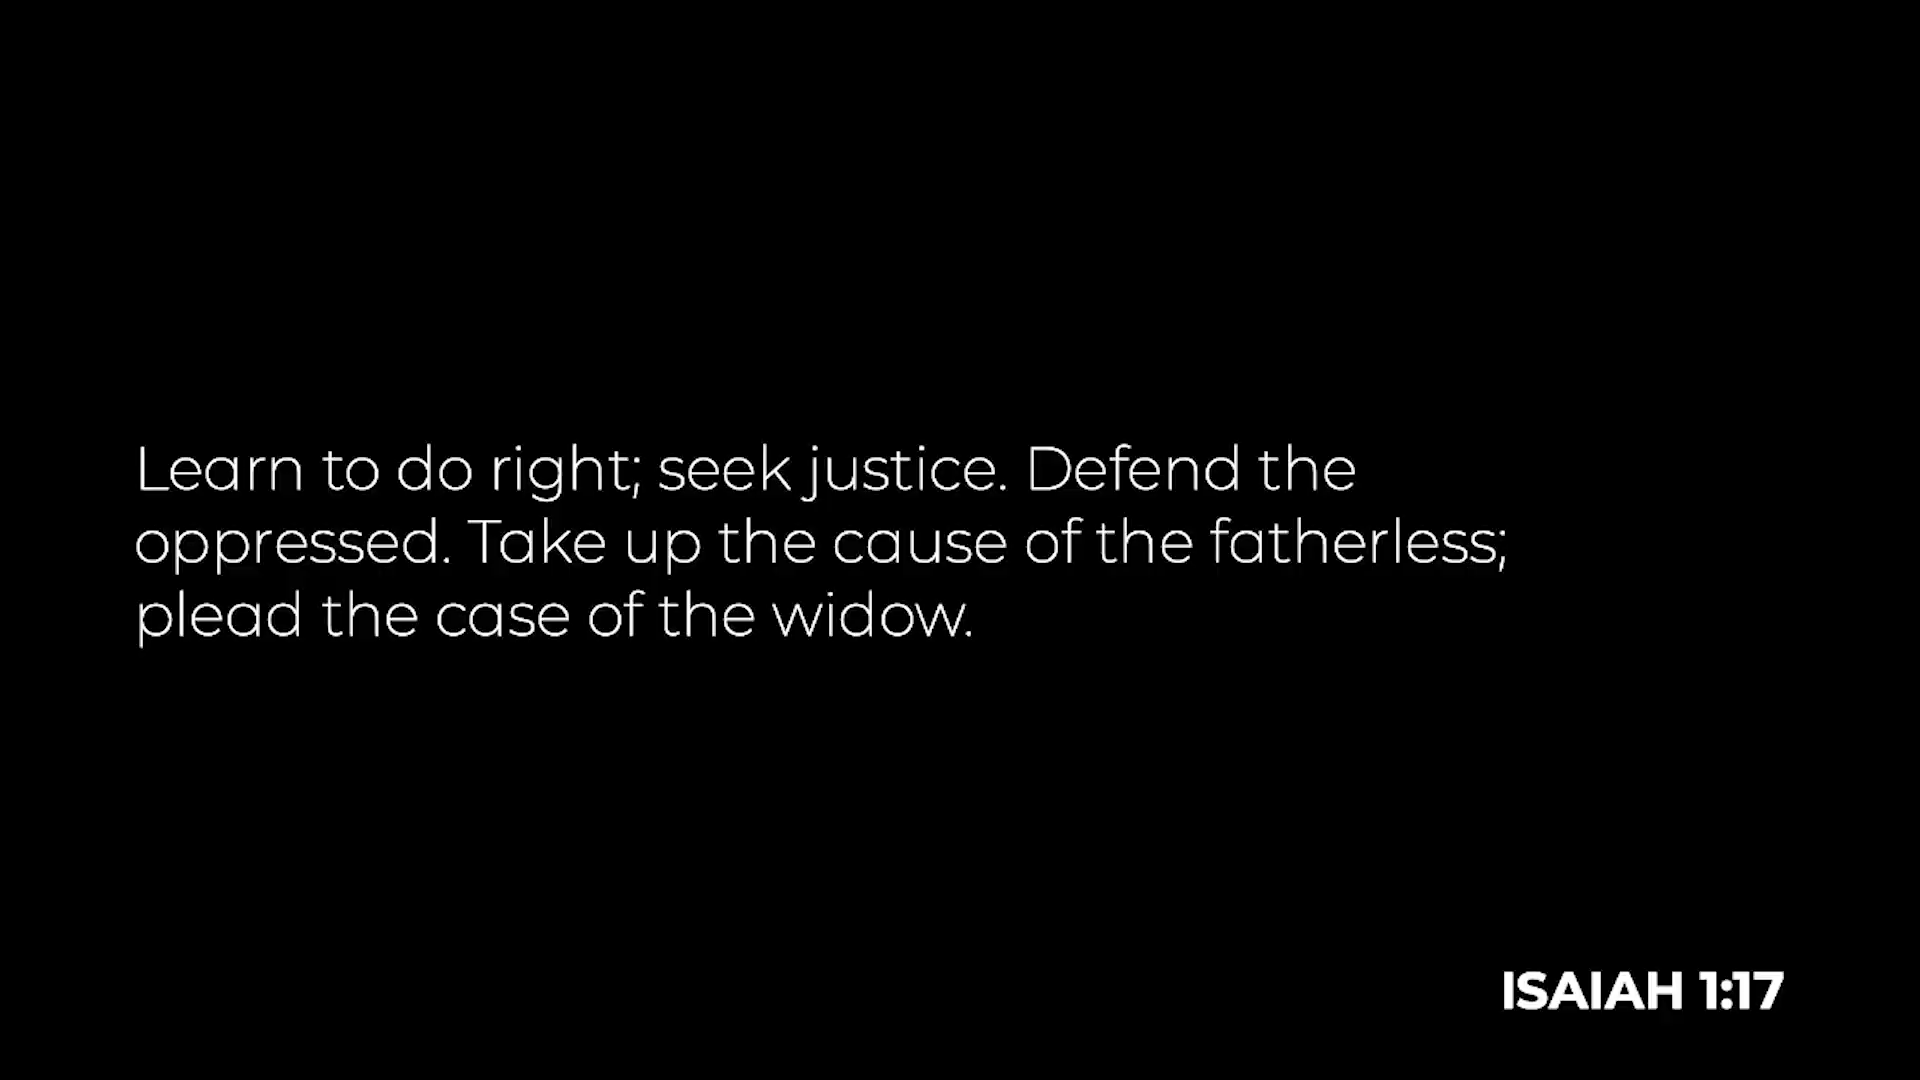 Learn to do right; seek justice. Defend the
oppressed. Take up the cause of the fatherless;
plead the case of the widow.
ISAIAH 1:17